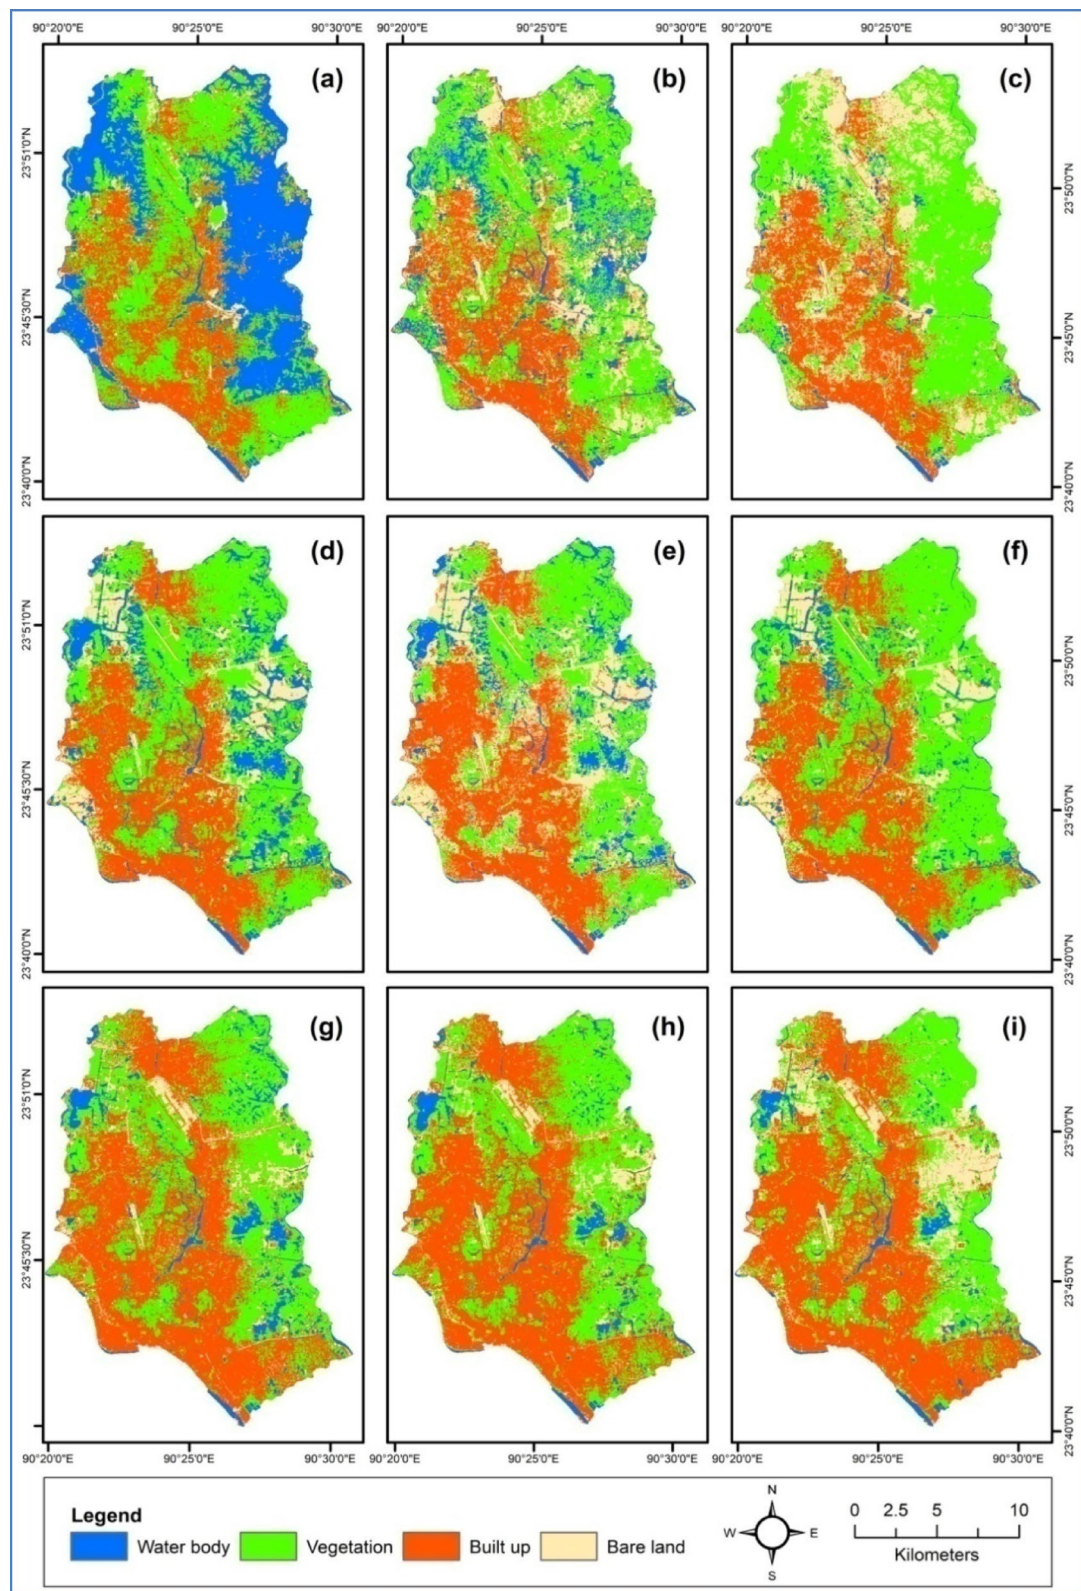 90°20'0"E 90°25'0"E 90°30'0"E 90°20'0"E 90°25'0"E 90°30'0"E 90°20'0"E 90°25'0"E 90°30'0"E
(a) (b) (c)
23°51'0"N 23°50'0"N
23°45'30"N 23°45'0"N
23°40'0"N 23°40'0"N
(d) (e) (f)
23°51'0"N 23°50'0"N
23°45'30"N 23°45'0"N
23°40'0"N 23°40'0"N
(g) (h) (i)
23°51'0"N 23°50'0"N
23°45'30"N 23°45'0"N
23°40'0"N
90°20'0"E 90°25'0"E 90°30'0"E 90°20'0"E 90°25'0"E 90°30'0"E 90°20'0"E 90°25'0"E 90°30'0"E
Legend
Water body Vegetation Built up Bare land
N
W E
S
0 2.5 5 10
Kilometers